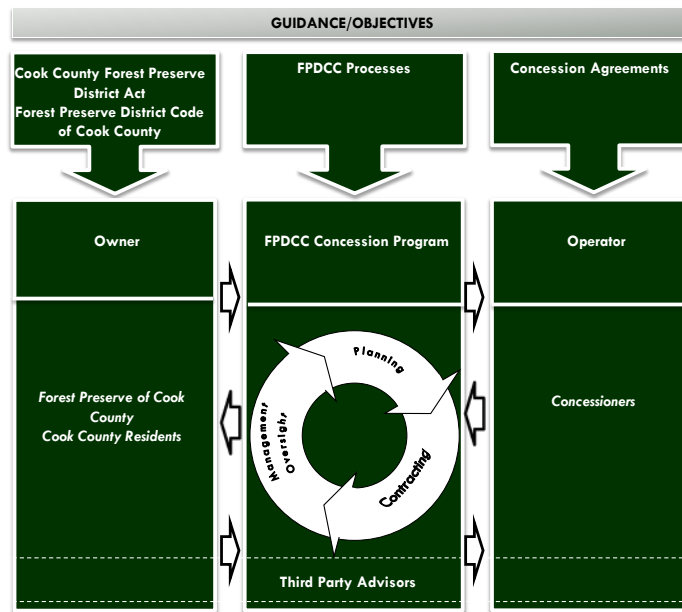 GUIDANCE/OBJECTIVES
Cook County Forest Preserve
District Act
Forest Preserve District Code
of Cook County
FPDCC Processes
Concession Agreements
Owner
FPDCC Concession Program
Operator
Forest Preserve of Cook
County
Cook County Residents
Planning
Contracting
Management
Oversight
Concessioners
Third Party Advisors